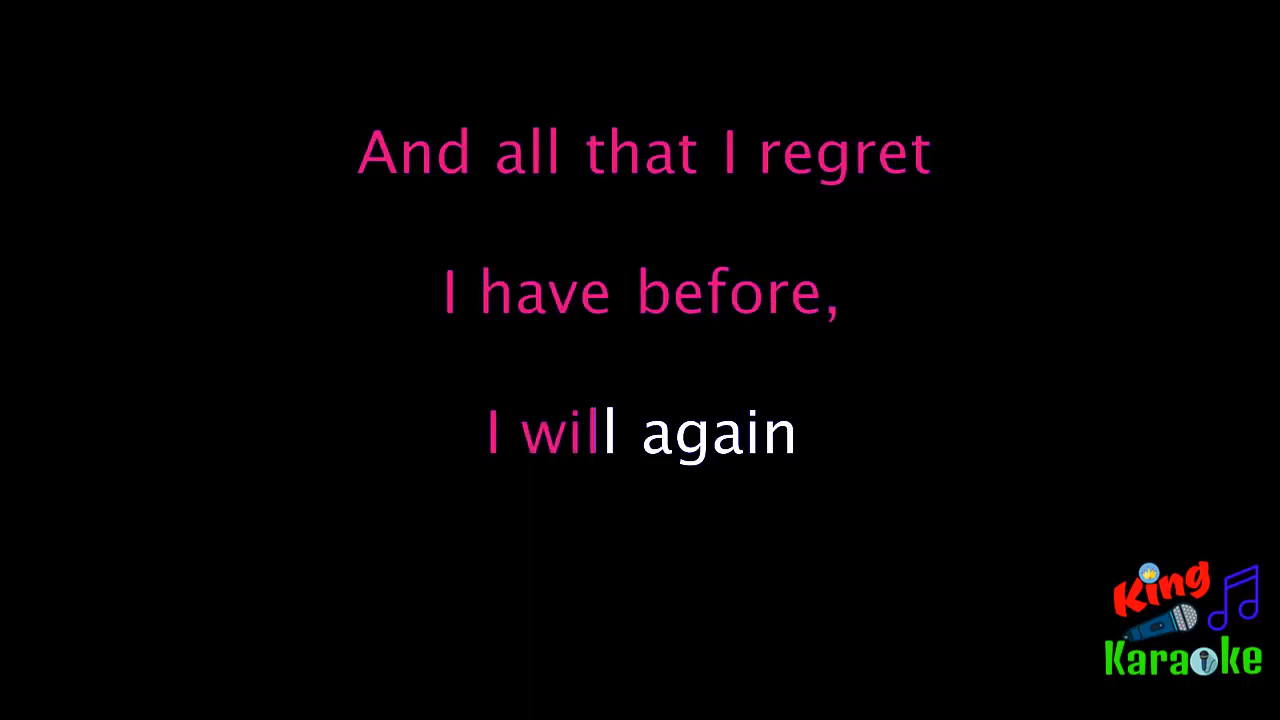 And all that I regret
I have before,
I will again
King
Karaoke